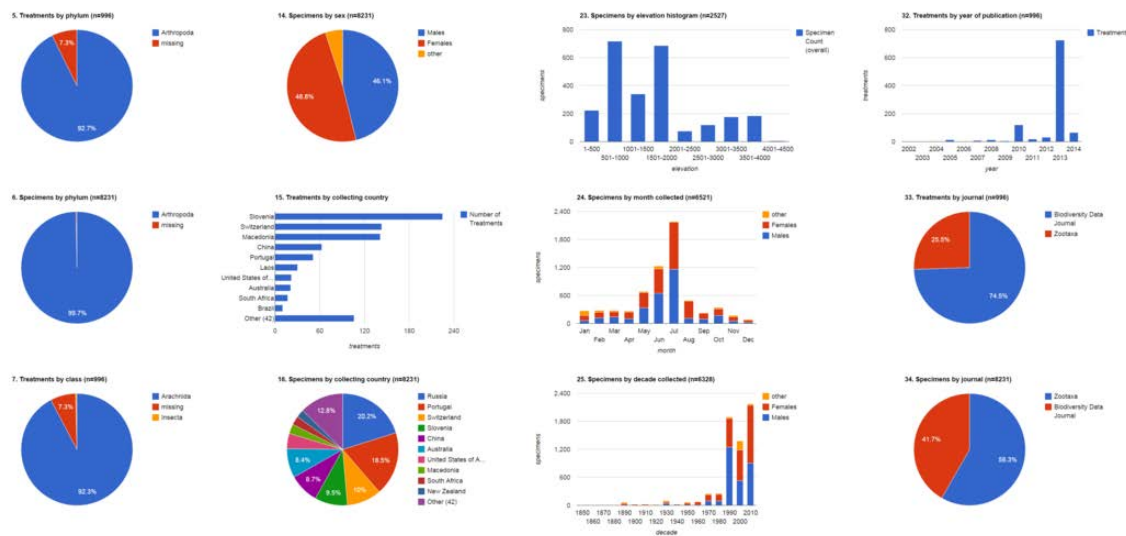 5. Treatments by phylum (n=996)
Arthropoda
missing
7.3%
92.7%
14. Specimens by sex (n=8231)
Males
Females
other
46.1%
48.8%
23. Specimens by elevation histogram (n=2527)
Specimen
Count
(overall)
specimens
800
600
400
200
0
1-500
501-1000
1001-1500
1501-2000
2001-2500
2501-3000
3001-3500
3501-4000
4001-4500
elevation
32. Treatments by year of publication (n=996)
Treatment
treatments
800
600
400
200
0
2002
2003
2004
2005
2006
2007
2008
2009
2010
2011
2012
2013
2014
year
6. Specimens by phylum (n=8231)
Arthropoda
missing
99.7%
15. Treatments by collecting country
Number of
Treatments
Slovenia
Switzerland
Macedonia
China
Portugal
Laos
United States of...
Australia
South Africa
Brazil
Other (42)
0
60
120
180
240
treatments
24. Specimens by month collected (n=6521)
other
Females
Males
specimens
2,400
1,800
1,200
600
0
Jan
Feb
Mar
Apr
May
Jun
Jul
Aug
Sep
Oct
Nov
Dec
month
33. Treatments by journal (n=996)
Biodiversity Data
Journal
Zootaxa
25.5%
74.5%
7. Treatments by class (n=996)
Arachnida
missing
Insecta
7.3%
92.3%
16. Specimens by collecting country (n=8231)
Russia
Portugal
Switzerland
Slovenia
China
Australia
United States of A...
Macedonia
South Africa
New Zealand
Other (42)
12.8%
20.2%
18.5%
10%
9.5%
8.7%
8.4%
25. Specimens by decade collected (n=6328)
other
Females
Males
specimens
2,400
1,800
1,200
600
0
1850
1860
1870
1880
1890
1900
1910
1920
1930
1940
1950
1960
1970
1980
1990
2000
2010
decade
34. Specimens by journal (n=8231)
Zootaxa
Biodiversity Data
Journal
41.7%
58.3%